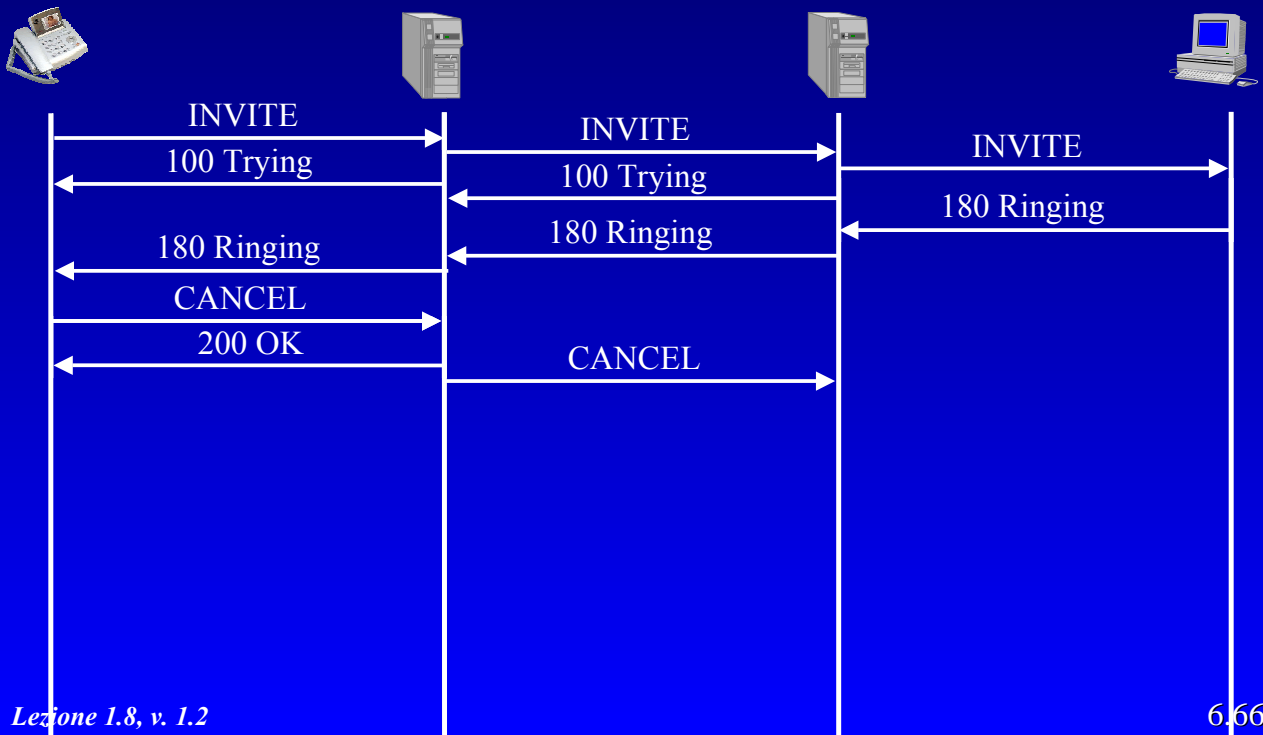 INVITE
INVITE
INVITE
100 Trying
100 Trying
180 Ringing
180 Ringing
180 Ringing
CANCEL
200 OK
CANCEL
Lezione 1.8, v. 1.2
6.66